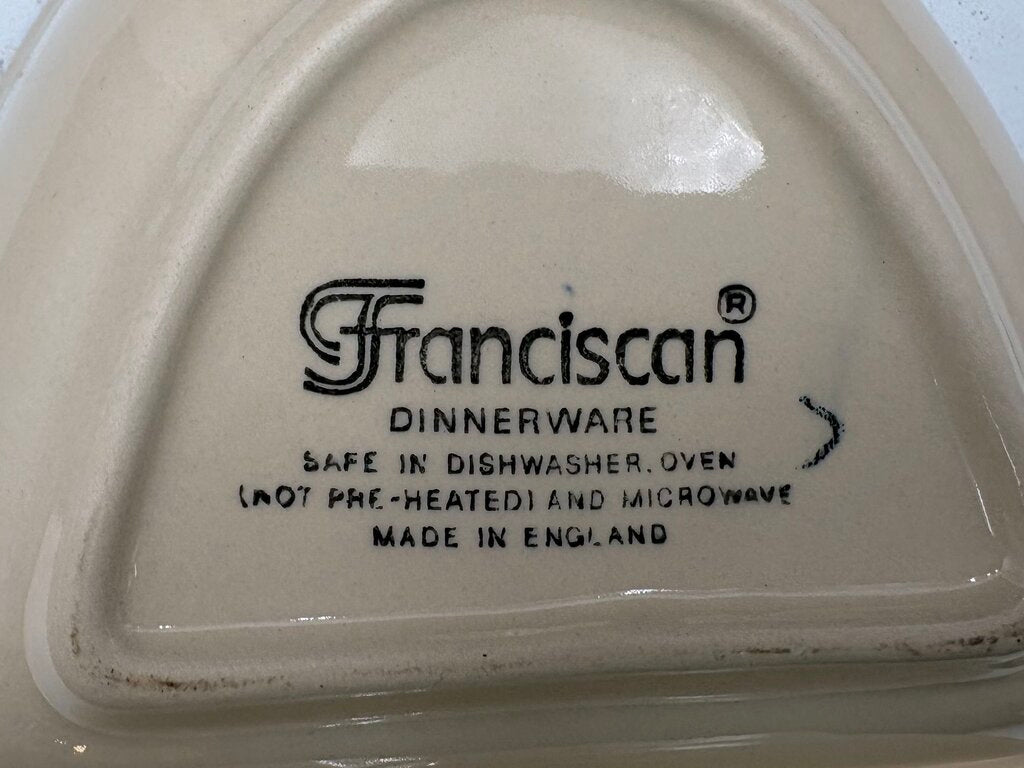 Franciscan®
DINNERWARE
SAFE IN DISHWASHER. OVEN
(NOT PRE-HEATED) AND MICROWAVE
MADE IN ENGLAND